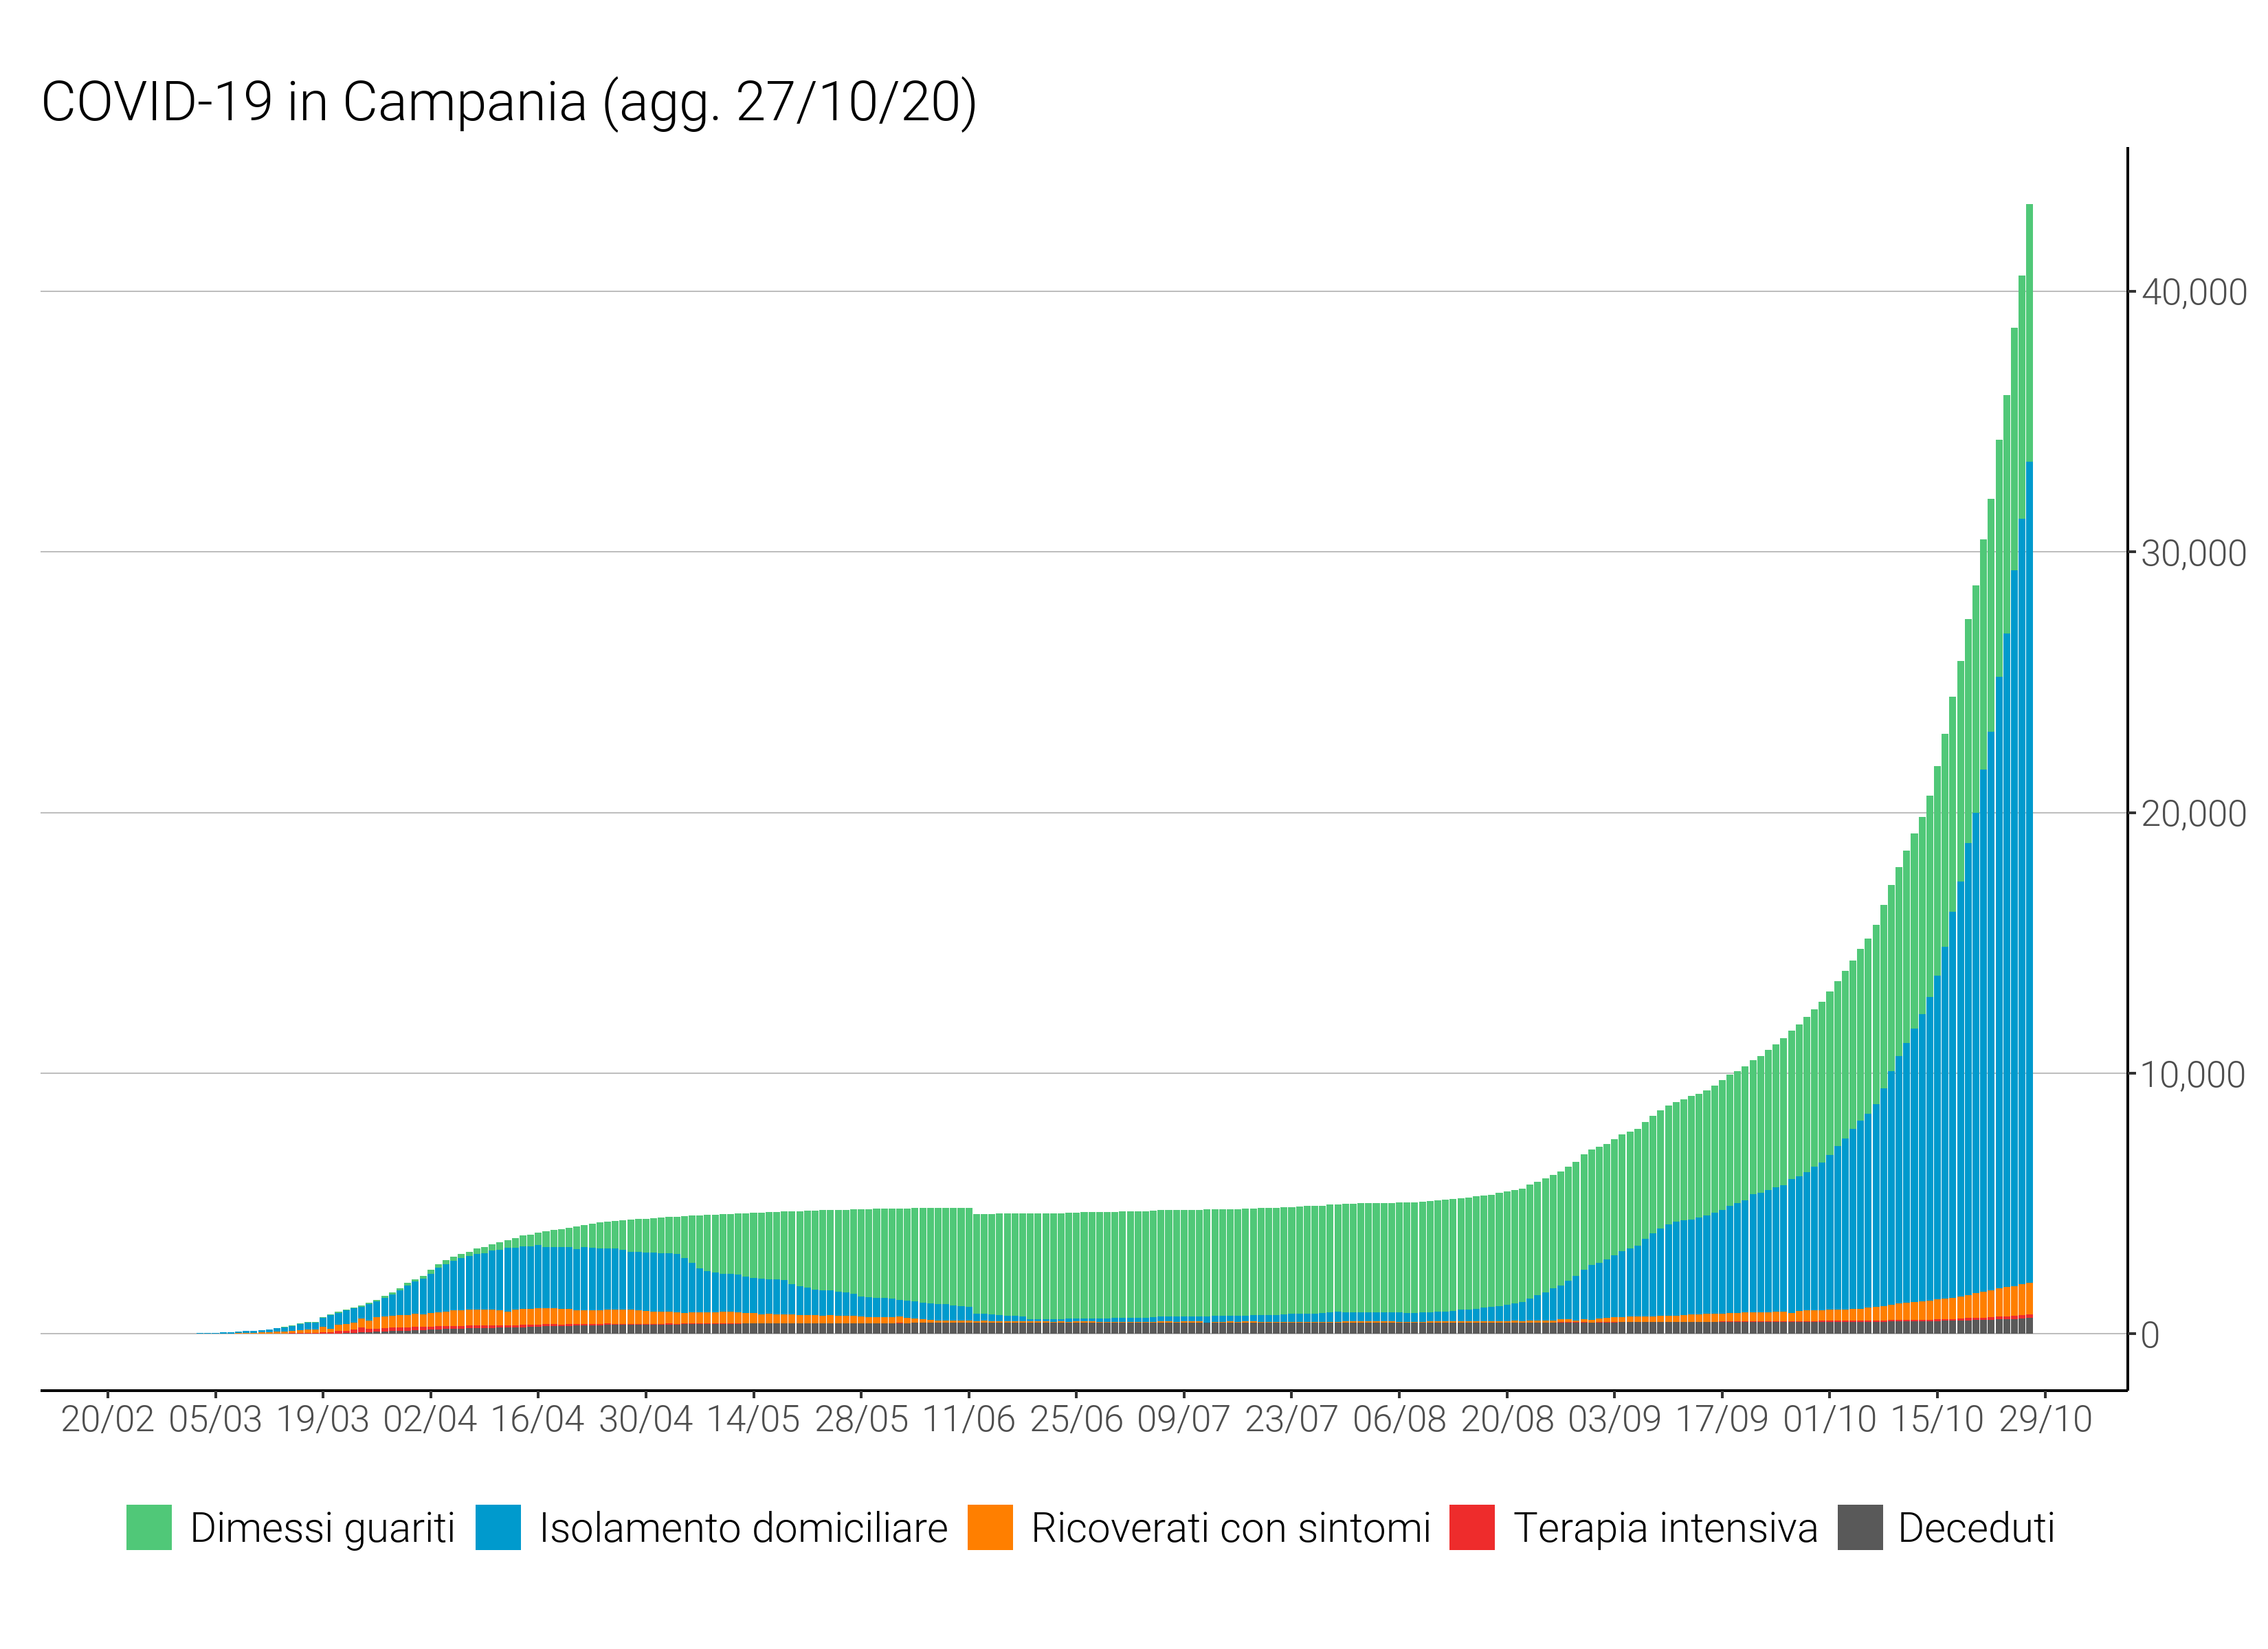 COVID-19 in Campania (agg. 27/10/20)
40,000
30,000
20,000
10,000
0
20/02 05/03 19/03 02/04 16/04 30/04 14/05 28/05 11/06 25/06 09/07 23/07 06/08 20/08 03/09 17/09 01/10 15/10 29/10
Dimessi guariti Isolamento domiciliare Ricoverati con sintomi Terapia intensiva Deceduti